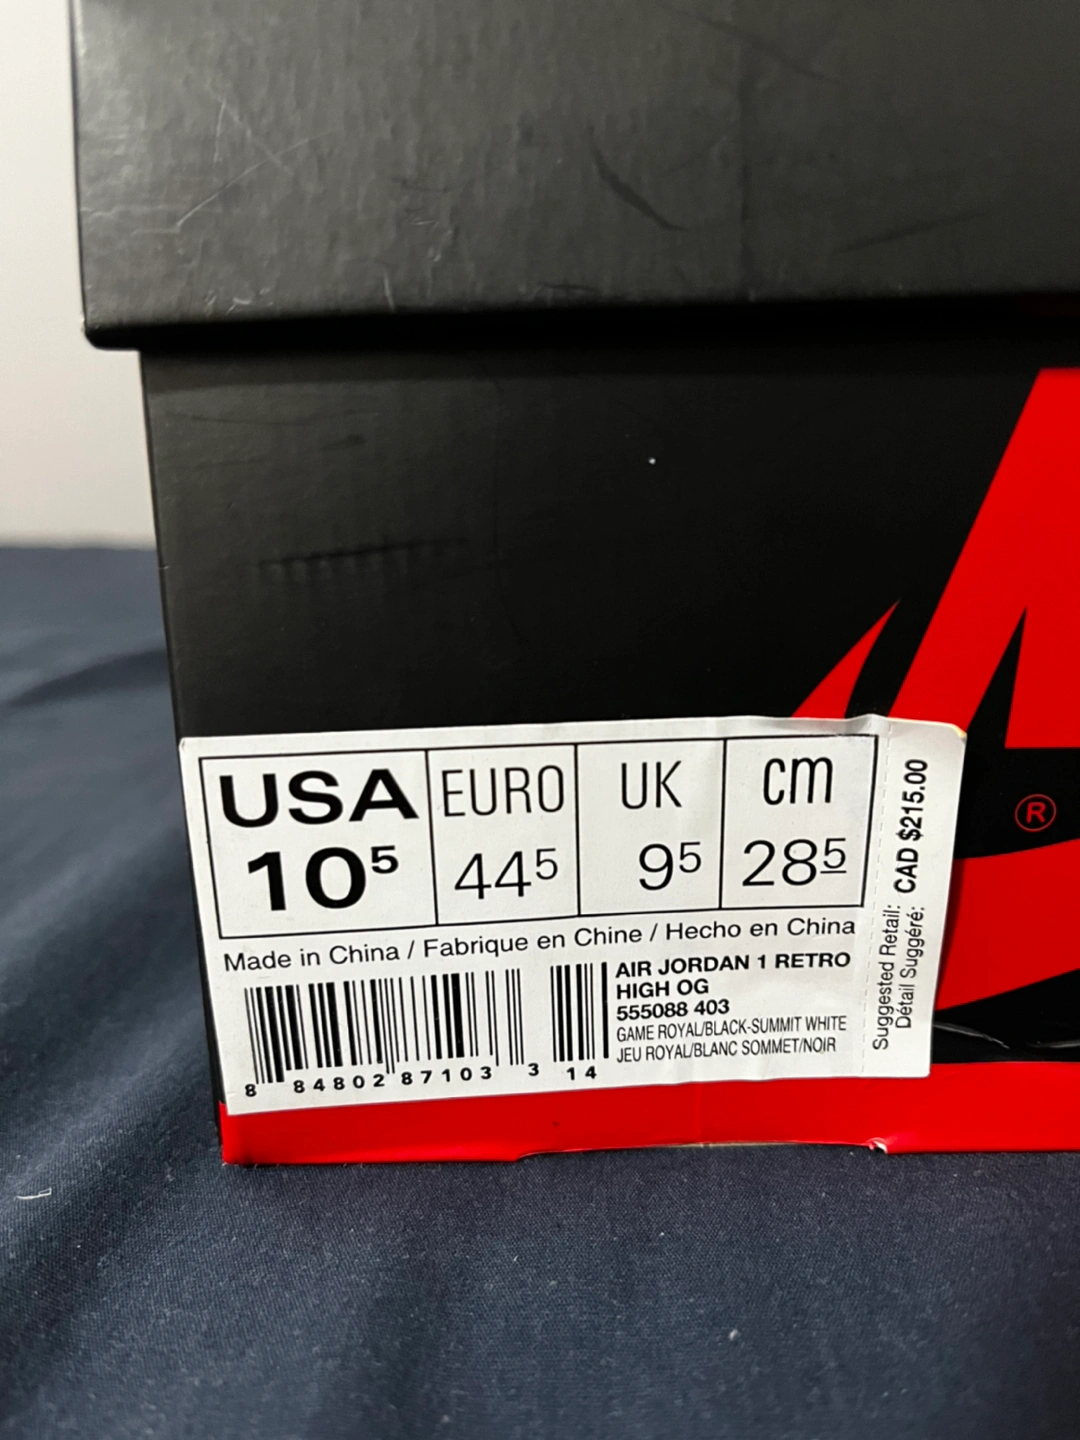 USA EURO UK cm
10⁵ 44⁵ 9⁵ 28⁵
Made in China / Fabrique en Chine / Hecho en China
AIR JORDAN 1 RETRO
HIGH OG
555088 403
GAME ROYAL/BLACK-SUMMIT WHITE
JEU ROYAL/BLANC SOMMET/NOIR
8 84802 87103 3 14
Suggested Retail: CAD $215.00
Détail Suggéré:
®